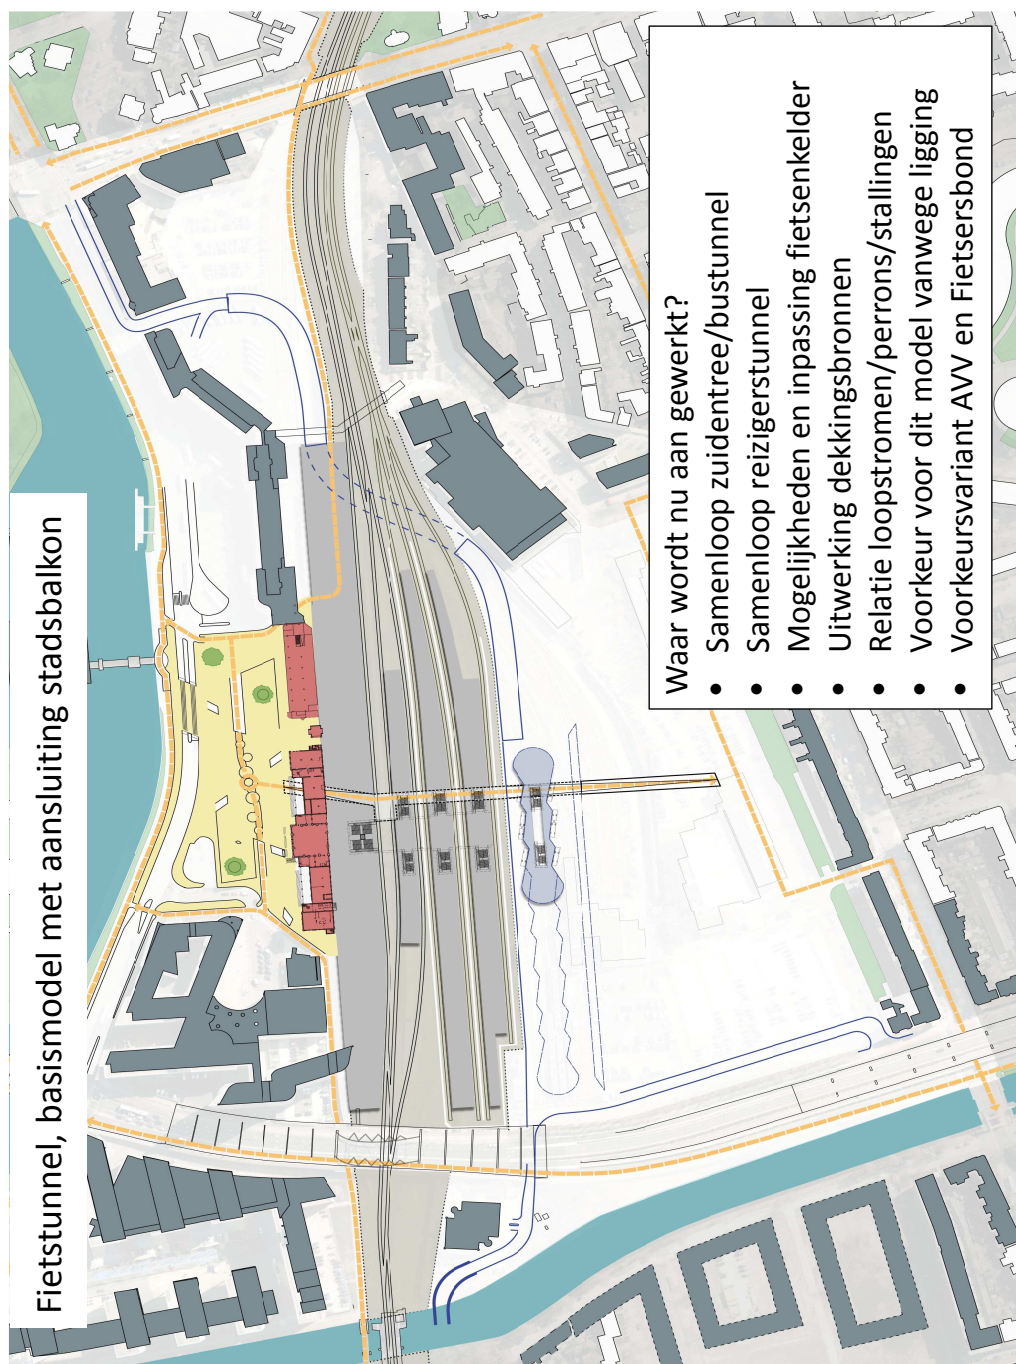 Fietstunnel, basismodel met aansluiting stadsbalkon
Waar wordt nu aan gewerkt?
• Samenloop zuidentree/bustunnel
• Samenloop reizigerstunnel
• Mogelijkheden en inpassing fietsenkelder
• Uitwerking dekkingsbronnen
• Relatie loopstromen/perrons/stallingen
• Voorkeur voor dit model vanwege ligging
• Voorkeursvariant AVV en Fietsersbond